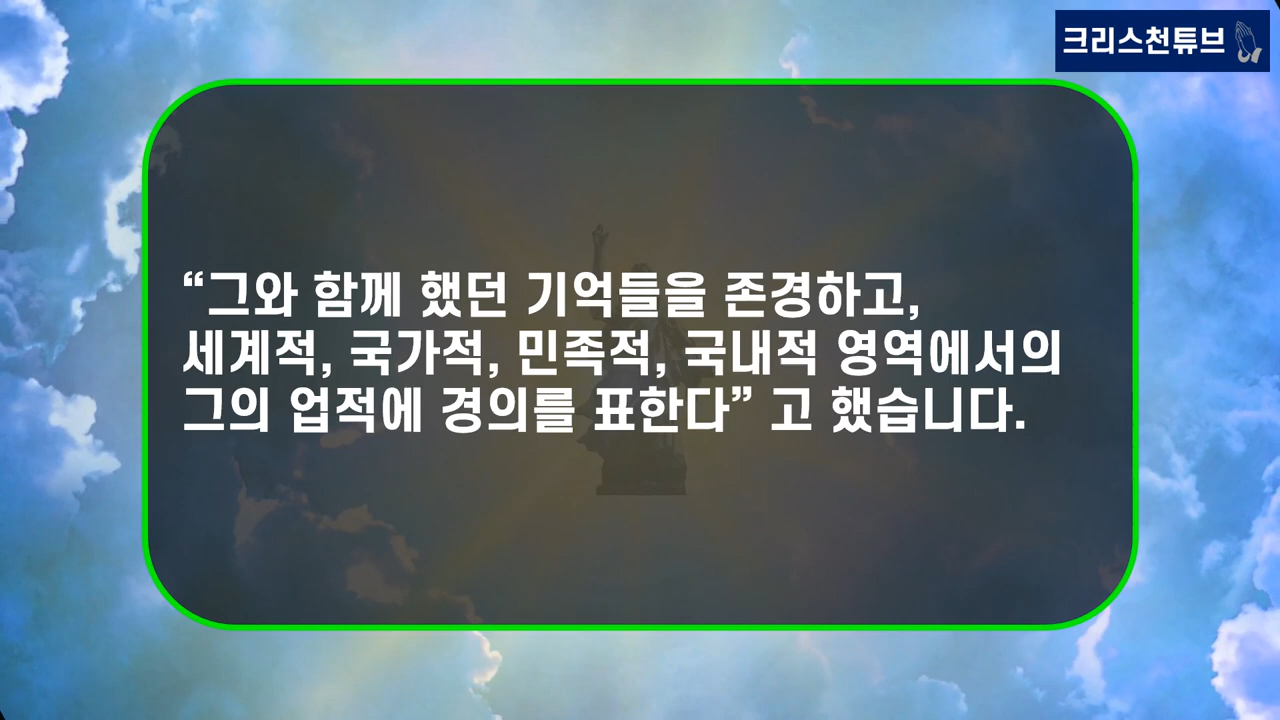 크리스천튜브
“그와 함께 했던 기억들을 존경하고,
세계적, 국가적, 민족적, 국내적 영역에서의
그의 업적에 경의를 표한다” 고 했습니다.